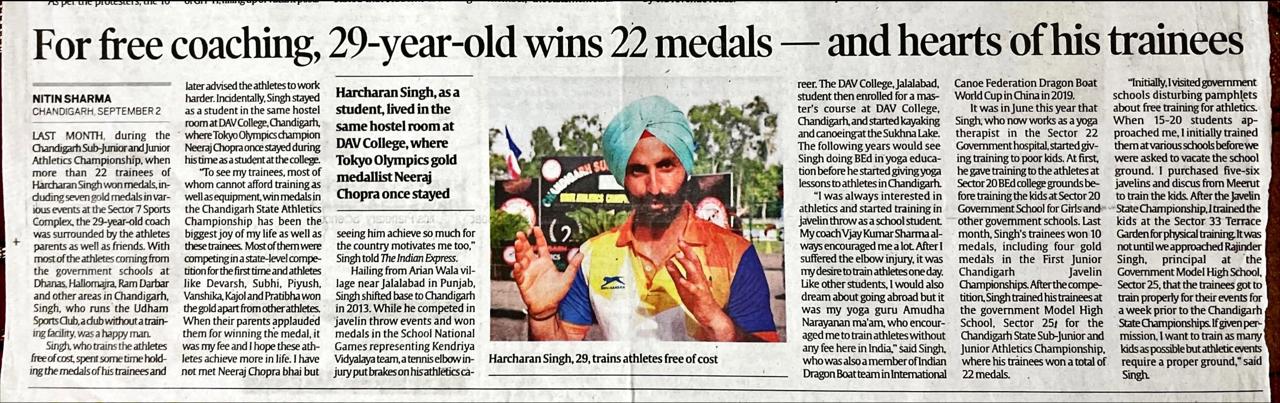 For free coaching, 29-year-old wins 22 medals — and hearts of his trainees
NITIN SHARMA
CHANDIGARH, SEPTEMBER 2
LAST MONTH, during the
Chandigarh Sub-Junior and Junior
Athletics Championship, when
more than 22 trainees of
Harcharan Singh won medals, in-
cluding seven gold medals in var-
ious events at the Sector 7 Sports
Complex, the 29-year-old coach
was surrounded by the athletes
parents as well as friends. With
most of the athletes coming from
the government schools at
Dhanas, Hallomajra, Ram Darbar
and other areas in Chandigarh,
Singh, who runs the Udham
Sports Club, a club without a train-
ing facility, was a happy man.
Singh, who trains the athletes
free of cost, spent some time hold-
ing the medals of his trainees and
later advised the athletes to work
harder. Incidentally, Singh stayed
as a student in the same hostel
room at DAV College, Chandigarh,
where Tokyo Olympics champion
Neeraj Chopra once stayed during
his time as a student at the college.
"To see my trainees, most of
whom cannot afford training as
well as equipment, win medals in
the Chandigarh State Athletics
Championship has been the
biggest joy of my life as well as
these trainees. Most of them were
competing in a state-level compe-
tition for the first time and athletes
like Devarsh, Subhi, Piyush,
Vanshika, Kajol and Pratibha won
the gold apart from other athletes.
When their parents applauded
them for winning the medal, it
was my fee and I hope these ath-
letes achieve more in life. I have
not met Neeraj Chopra bhai but
Harcharan Singh, as a
student, lived in the
same hostel room at
DAV College, where
Tokyo Olympics gold
medallist Neeraj
Chopra once stayed
seeing him achieve so much for
the country motivates me too,"
Singh told The Indian Express.
Hailing from Arian Wala vil-
lage near Jalalabad in Punjab,
Singh shifted base to Chandigarh
in 2013. While he competed in
javelin throw events and won
medals in the School National
Games representing Kendriya
Vidyalaya team, a tennis elbow in-
jury put brakes on his athletics ca-
Harcharan Singh, 29, trains athletes free of cost
reer. The DAV College, Jalalabad,
student then enrolled for a mas-
ter's course at DAV College,
Chandigarh, and started kayaking
and canoeing at the Sukhna Lake.
The following years would see
Singh doing BEd in yoga educa-
tion before he started giving yoga
lessons to athletes in Chandigarh.
"I was always interested in
athletics and started training in
javelin throw as a school student.
My coach Vjay Kumar Sharma al-
ways encouraged me a lot. After I
suffered the elbow injury, it was
my desire to train athletes one day.
Like other students, I would also
dream about going abroad but it
was my yoga guru Amudha
Narayanan ma'am, who encour-
aged me to train athletes without
any fee here in India," said Singh,
who was also a member of Indian
Dragon Boat team in International
Canoe Federation Dragon Boat
World Cup in China in 2019.
It was in June this year that
Singh, who now works as a yoga
therapist in the Sector 22
Government hospital, started giv-
ing training to poor kids. At first,
he gave training to the athletes at
Sector 20 BEd college grounds be-
fore training the kids at Sector 20
Government School for Girls and
other government schools. Last
month, Singh's trainees won 10
medals, including four gold
medals in the First Junior
Chandigarh Javelin
Championships. After the compe-
tition, Singh trained his trainees at
the government Model High
School, Sector 25, for the
Chandigarh State Sub-Junior and
Junior Athletics Championship,
where his trainees won a total of
22 medals.
"Initially, I visited government
schools disturbing pamphlets
about free training for athletics.
When 15-20 students ap-
proached me, I initially trained
them at various schools before we
were asked to vacate the school
ground. I purchased five-six
javelins and discus from Meerut
to train the kids. After the Javelin
State Championship, I trained the
kids at the Sector 33 Terrace
Garden for physical training. It was
not until we approached Rajinder
Singh, principal at the
Government Model High School,
Sector 25, that the trainees got to
train properly for their events for
a week prior to the Chandigarh
State Championships. If given per-
mission, I want to train as many
kids as possible but athletic events
require a proper ground," said
Singh.